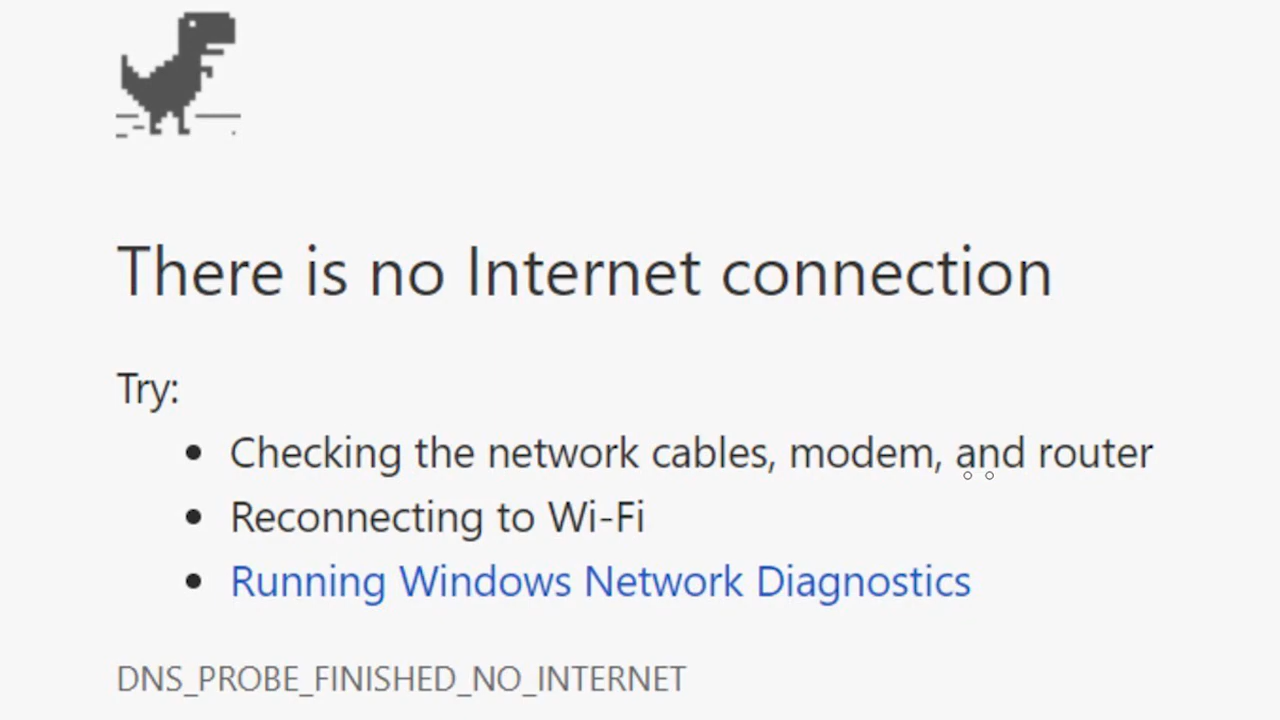 There is no Internet connection
Try:
Checking the network cables, modem, and router
Reconnecting to Wi-Fi
Running Windows Network Diagnostics
DNS_PROBE_FINISHED_NO_INTERNET